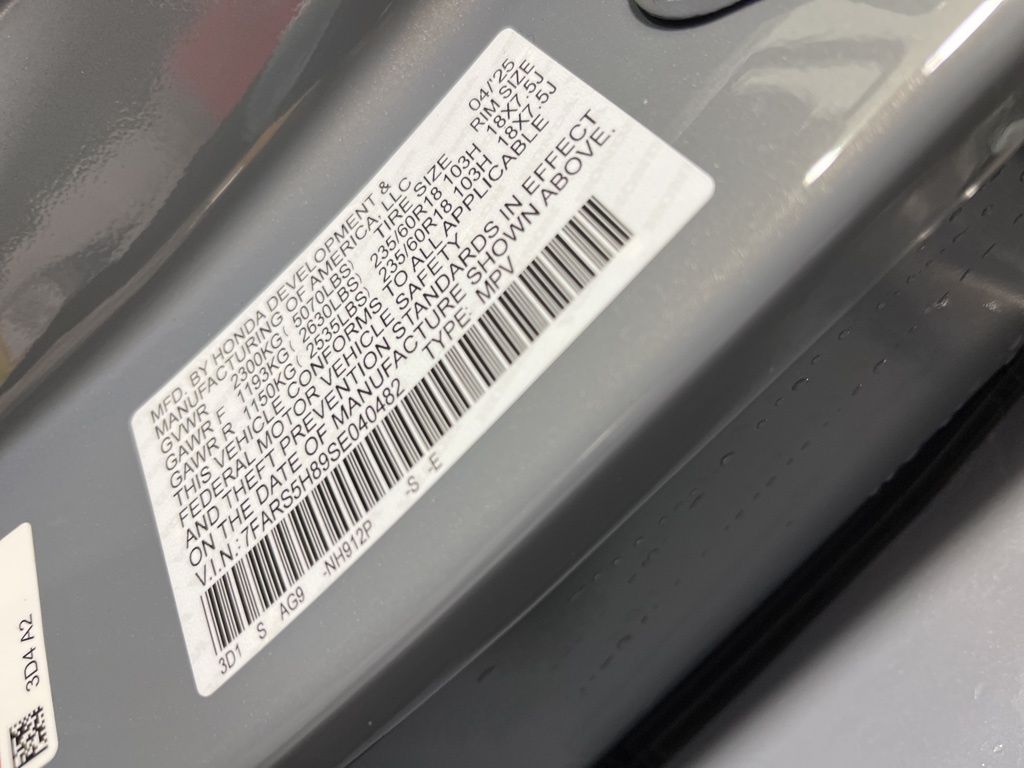 MFD. BY HONDA DEVELOPMENT &
MANUFACTURING OF AMERICA, LLC 04/'25
GVWR 2300KG 5070LBS TIRE SIZE RIM SIZE
GAWR F 1193KG 2630LBS 235/60R18 103H 18X7.5J
GAWR R 1150KG 2535LBS 235/60R18 103H 18X7.5J
THIS VEHICLE CONFORMS TO ALL APPLICABLE
FEDERAL MOTOR VEHICLE SAFETY
AND THEFT PREVENTION STANDARDS IN EFFECT
ON THE DATE OF MANUFACTURE SHOWN ABOVE.
V.I.N.:7FARS5H89SE040482 TYPE: MPV
3D1 S AG9 -NH912P -S -E
3D4 A2